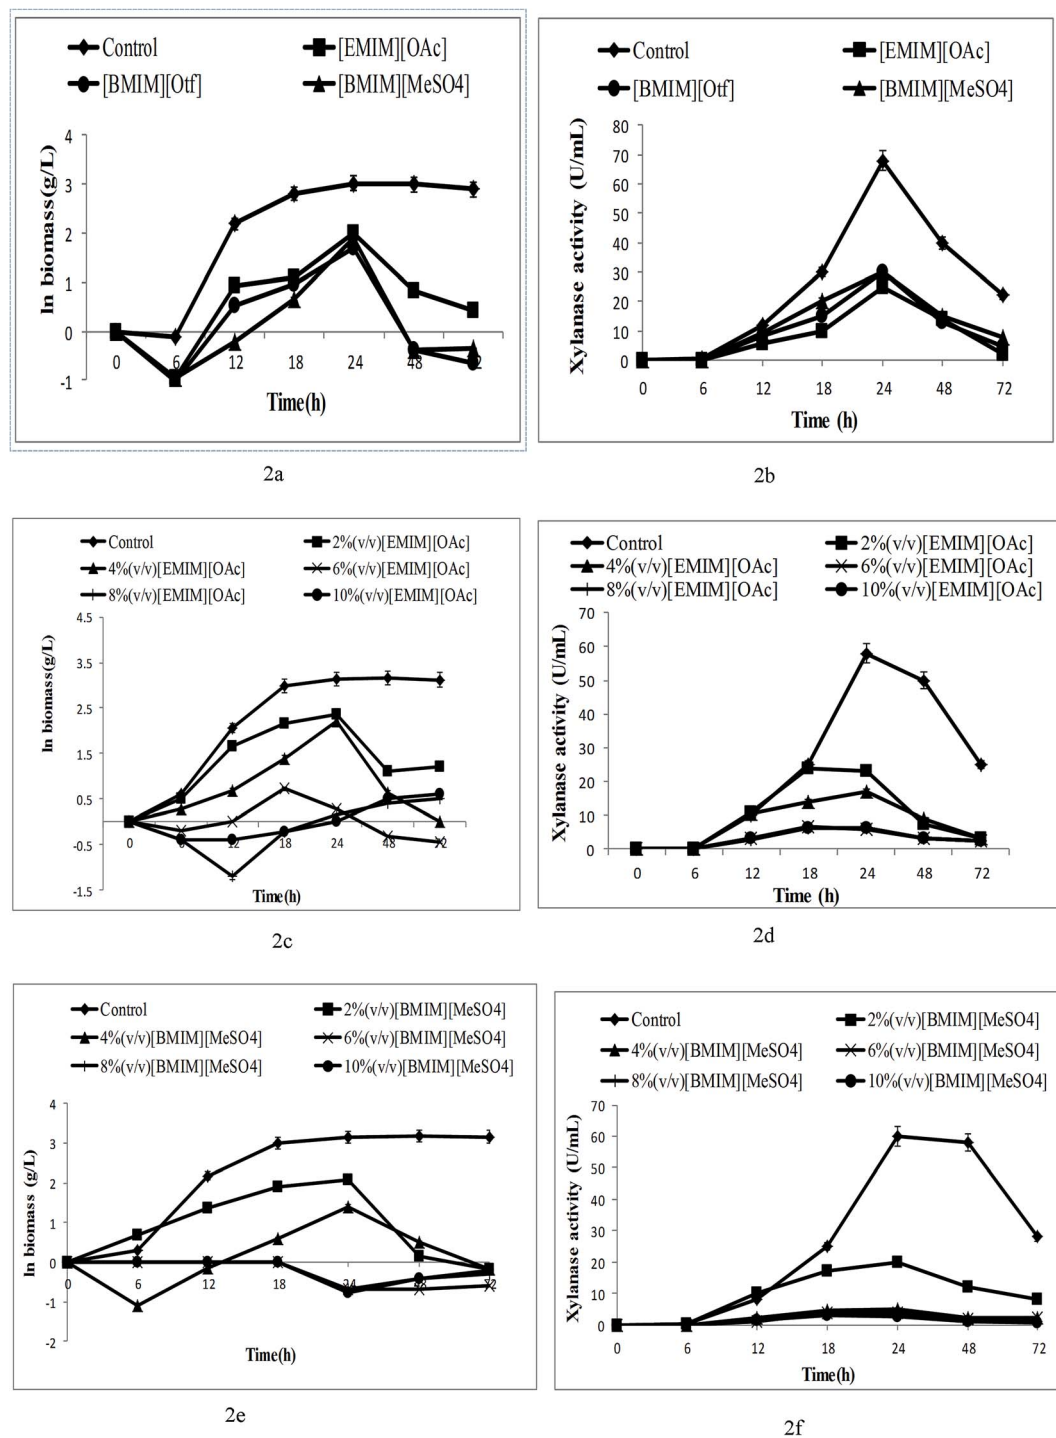 Control [EMIM][OAc]
[BMIM][Otf] [BMIM][MeSO4]
ln biomass(g/L)
4
3
2
1
0
-1
0 6 12 18 24 48
Time(h)
2a
Control [EMIM][OAc]
[BMIM][Otf] [BMIM][MeSO4]
Xylanase activity (U/mL)
80
70
60
50
40
30
20
10
0
0 6 12 18 24 48 72
Time (h)
2b
Control 2%(v/v)[EMIM][OAc]
4%(v/v)[EMIM][OAc] 6%(v/v)[EMIM][OAc]
8%(v/v)[EMIM][OAc] 10%(v/v)[EMIM][OAc]
ln biomass(g/L)
4.5
3.5
2.5
1.5
0.5
-0.5
-1.5
0 6 12 18 24 48 72
Time(h)
2c
Control 2%(v/v)[EMIM][OAc]
4%(v/v)[EMIM][OAc] 6%(v/v)[EMIM][OAc]
8%(v/v)[EMIM][OAc] 10%(v/v)[EMIM][OAc]
Xylanase activity (U/mL)
70
60
50
40
30
20
10
0
0 6 12 18 24 48 72
Time (h)
2d
Control 2%(v/v)[BMIM][MeSO4]
4%(v/v)[BMIM][MeSO4] 6%(v/v)[BMIM][MeSO4]
8%(v/v)[BMIM][MeSO4] 10%(v/v)[BMIM][MeSO4]
ln biomass (g/L)
4
3
2
1
0
-1
-2
0 6 12 18 24 48 72
Time(h)
2e
Control 2%(v/v)[BMIM][MeSO4]
4%(v/v)[BMIM][MeSO4] 6%(v/v)[BMIM][MeSO4]
8%(v/v)[BMIM][MeSO4] 10%(v/v)[BMIM][MeSO4]
Xylanase activity (U/mL)
70
60
50
40
30
20
10
0
0 6 12 18 24 48 72
Time(h)
2f